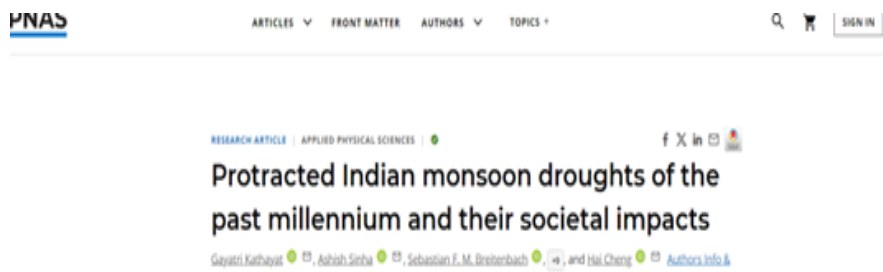 PNAS
ARTICLES FRONT MATTER AUTHORS TOPICS +
SIGN IN
RESEARCH ARTICLE | APPLIED PHYSICAL SCIENCES |
f X in
Protracted Indian monsoon droughts of the
past millennium and their societal impacts
Gayatri Kathayat, Ashish Sinha, Sebastian F. M. Breitenbach, +, and Hai Cheng Authors Info &